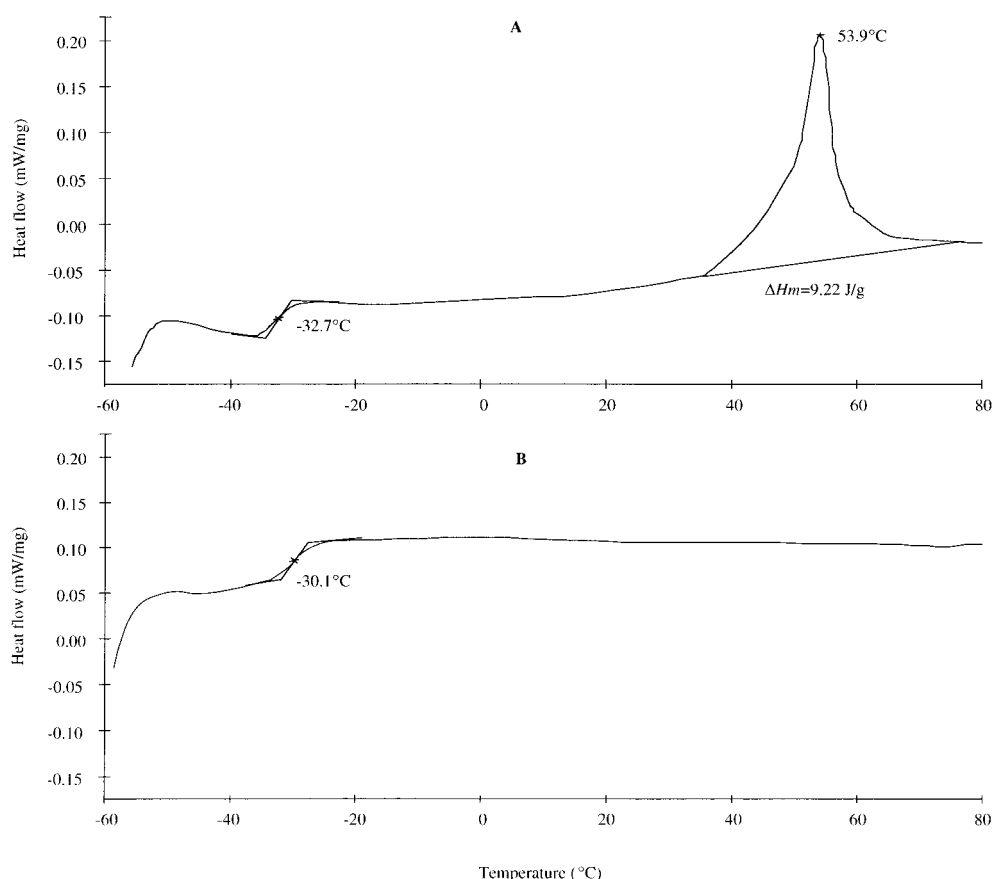 A
0.20
53.9°C
0.15
0.10
0.05
0.00
-0.05
-0.10
-0.15
Heat flow (mW/mg)
ΔHm=9.22 J/g
-32.7°C
-60 -40 -20 0 20 40 60 80
B
0.20
0.15
0.10
0.05
0.00
-0.05
-0.10
-0.15
Heat flow (mW/mg)
-30.1°C
-60 -40 -20 0 20 40 60 80
Temperature (°C)